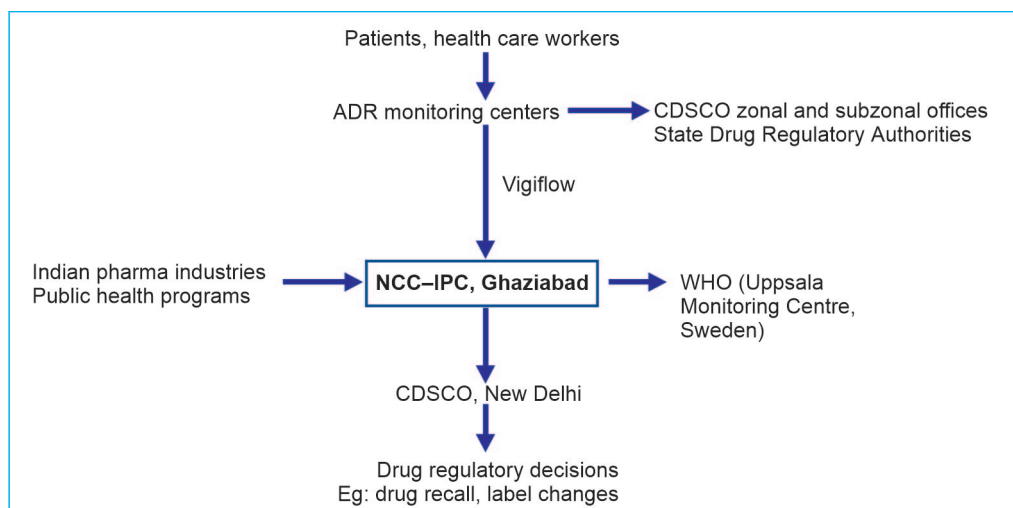 Patients, health care workers
ADR monitoring centers
CDSCO zonal and subzonal offices
State Drug Regulatory Authorities
Vigiflow
Indian pharma industries
Public health programs
NCC–IPC, Ghaziabad
WHO (Uppsala
Monitoring Centre,
Sweden)
CDSCO, New Delhi
Drug regulatory decisions
Eg: drug recall, label changes